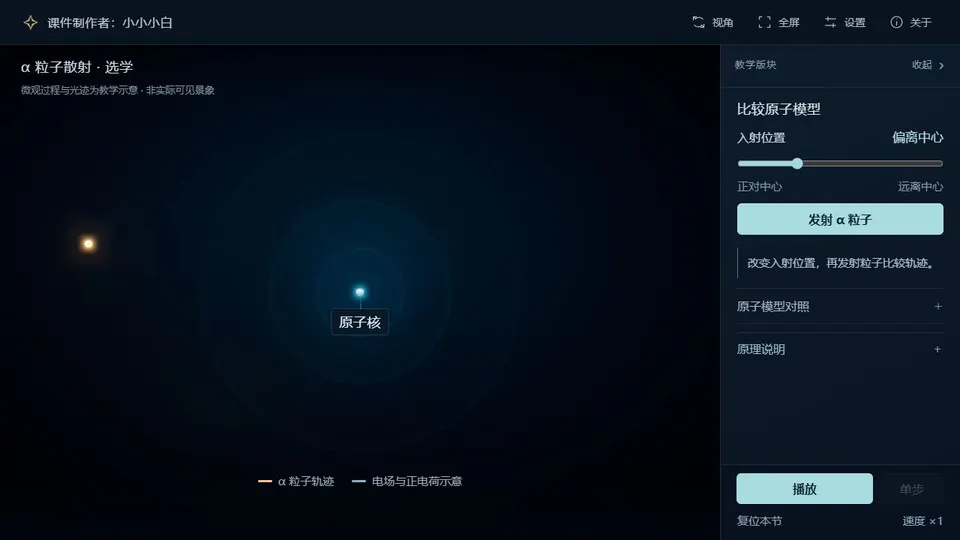 课件制作者：小小小白
视角
全屏
设置
关于
α 粒子散射 · 选学
微观过程与光迹为教学示意 · 非实际可见景象
原子核
α 粒子轨迹
电场与正电荷示意
教学版块
收起
比较原子模型
入射位置
偏离中心
正对中心
远离中心
发射 α 粒子
改变入射位置，再发射粒子比较轨迹。
原子模型对照
原理说明
播放
单步
复位本节
速度 ×1